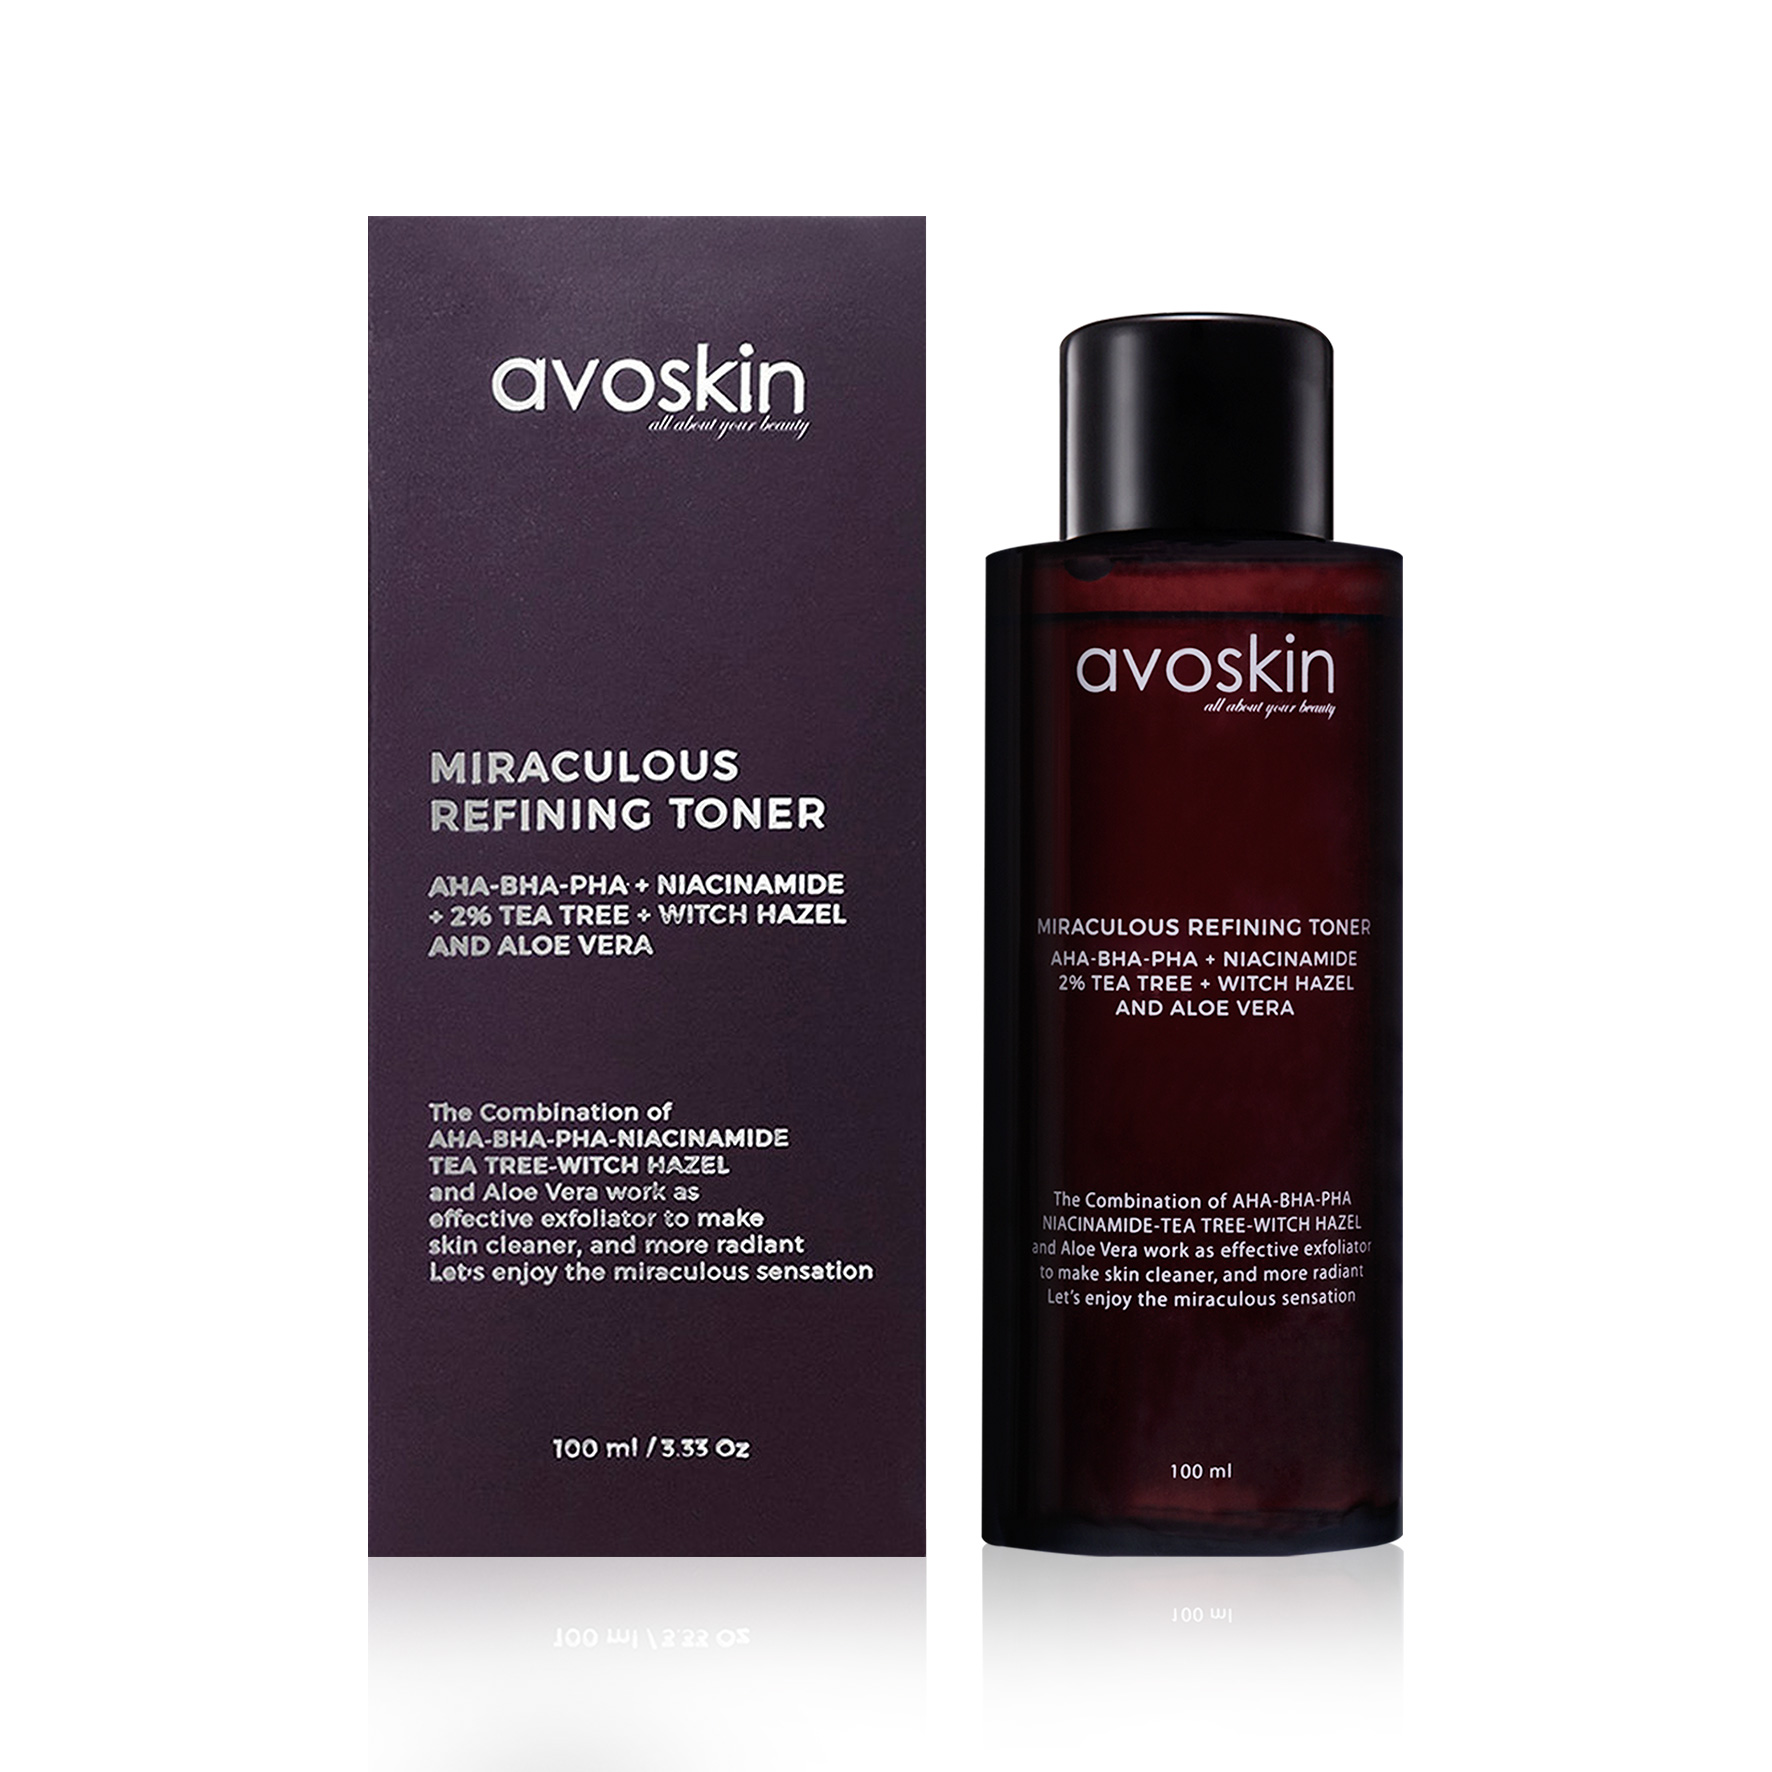 avoskin
all about your beauty
MIRACULOUS
REFINING TONER
AHA-BHA-PHA + NIACINAMIDE
+ 2% TEA TREE + WITCH HAZEL
AND ALOE VERA
The Combination of
AHA-BHA-PHA-NIACINAMIDE
TEA TREE-WITCH HAZEL
and Aloe Vera work as
effective exfoliator to make
skin cleaner, and more radiant
Let's enjoy the miraculous sensation
100 ml / 3.33 Oz
avoskin
all about your beauty
MIRACULOUS REFINING TONER
AHA-BHA-PHA + NIACINAMIDE
2% TEA TREE + WITCH HAZEL
AND ALOE VERA
The Combination of AHA-BHA-PHA
NIACINAMIDE-TEA TREE-WITCH HAZEL
and Aloe Vera work as effective exfoliator
to make skin cleaner, and more radiant
Let's enjoy the miraculous sensation
100 ml